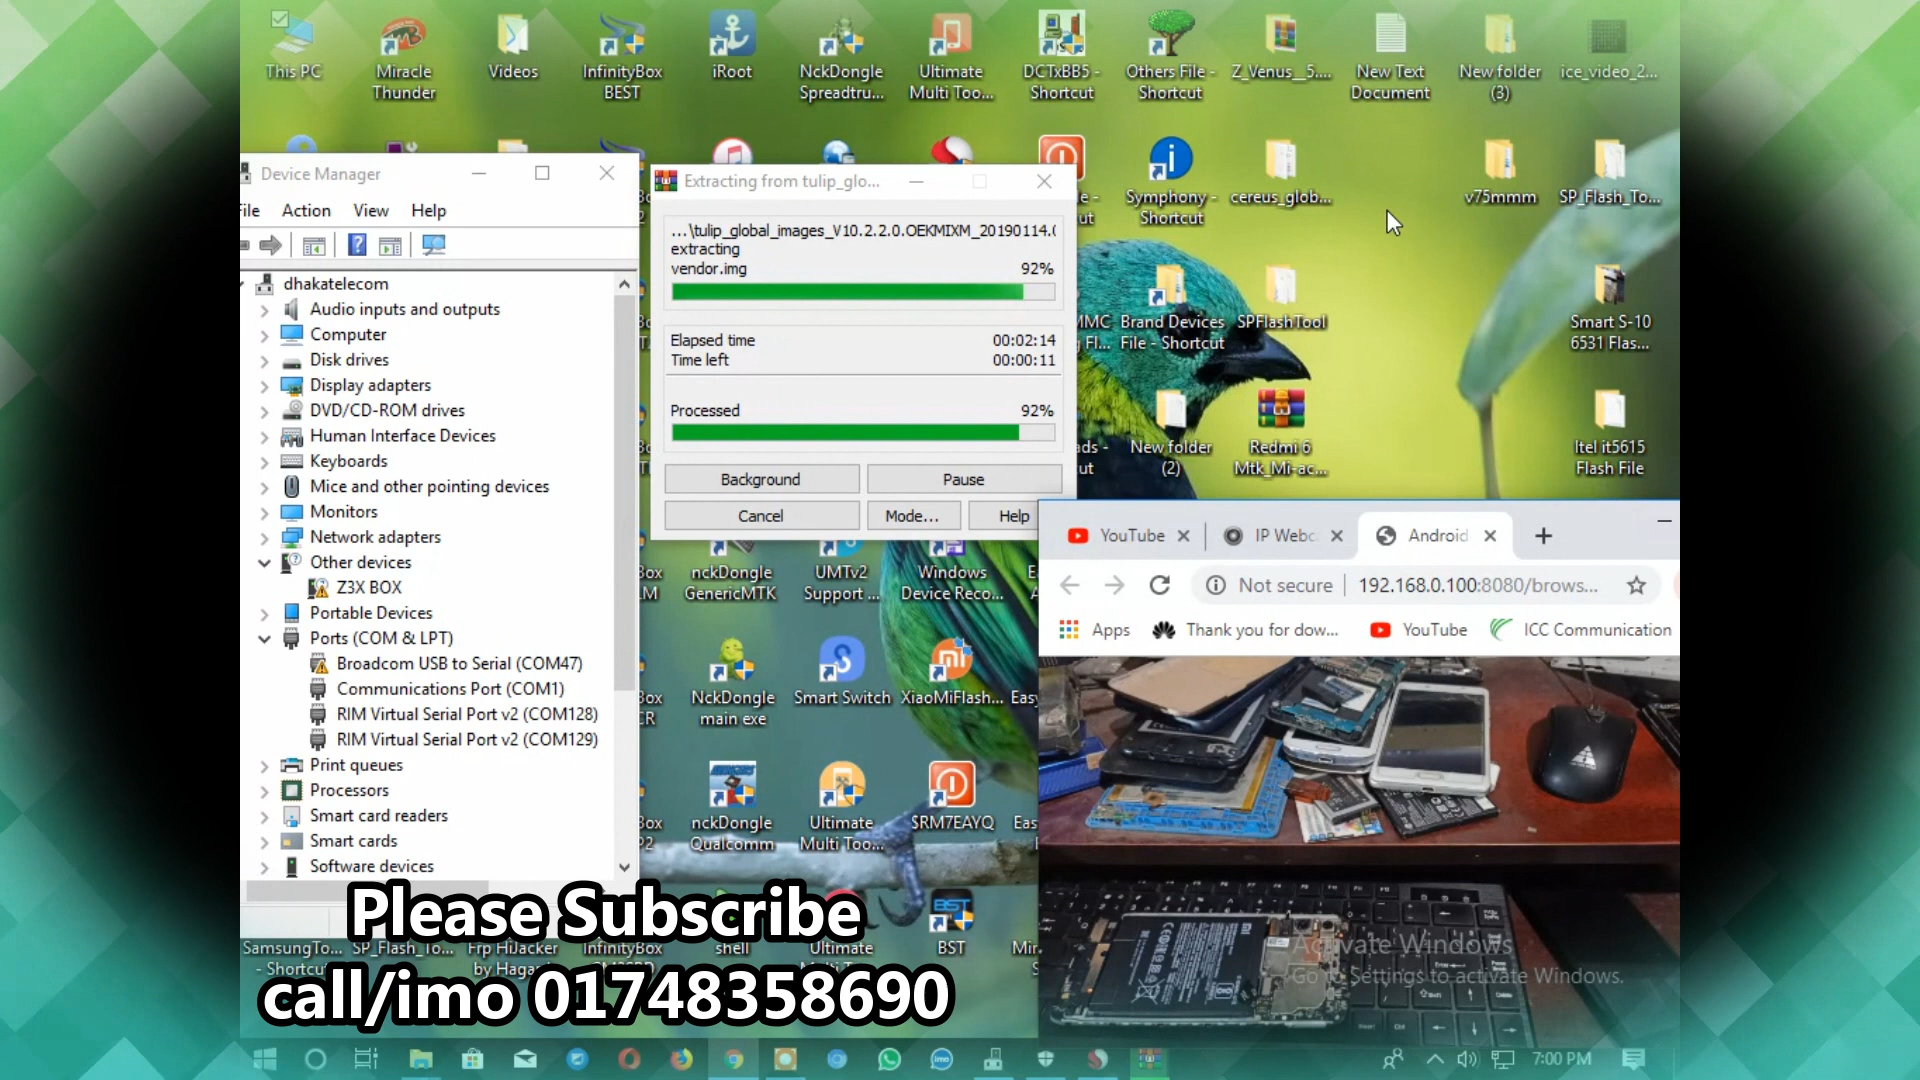 This PC
Miracle
Thunder
Videos
InfinityBox
BEST
iRoot
NckDongle
Spreadtru...
Ultimate
Multi Too...
DCTxBB5 -
Shortcut
Others File -
Shortcut
Z_Venus__5....
New Text
Document
New folder
(3)
ice_video_2...
Device Manager
File
Action
View
Help
dhakatelecom
Audio inputs and outputs
Computer
Disk drives
Display adapters
DVD/CD-ROM drives
Human Interface Devices
Keyboards
Mice and other pointing devices
Monitors
Network adapters
Other devices
Z3X BOX
Portable Devices
Ports (COM & LPT)
Broadcom USB to Serial (COM47)
Communications Port (COM1)
RIM Virtual Serial Port v2 (COM128)
RIM Virtual Serial Port v2 (COM129)
Print queues
Processors
Smart card readers
Smart cards
Software devices
Extracting from tulip_glo...
...\tulip_global_images_V10.2.2.0.OEKMIXM_20190114.(
extracting
vendor.img 92%
Elapsed time 00:02:14
Time left 00:00:11
Processed 92%
Background
Pause
Cancel
Mode...
Help
Symphony -
Shortcut
cereus_glob...
v75mmm
SP_Flash_To...
Brand Devices
File - Shortcut
SPFlashTool
Smart S-10
6531 Flas...
New folder
(2)
Redmi 6
Mtk_Mi-ac...
Itel it5615
Flash File
nckDongle
GenericMTK
UMTv2
Support ...
Windows
Device Reco...
NckDongle
main exe
Smart Switch
XiaoMiFlash...
Easy
nckDongle
Qualcomm
Ultimate
Multi Too...
$RM7EAYQ
Eas
YouTube
IP Webc
Android
Not secure
192.168.0.100:8080/brows...
Apps
Thank you for dow...
YouTube
ICC Communication
Activate Windows
Go to Settings to activate Windows.
SamsungTo...
- Shortcu
SP_Flash_To...
Frp HiJacker
by Hagar
InfinityBox
shell
Ultimate
BST
BST
Please Subscribe
call/imo 01748358690
7:00 PM